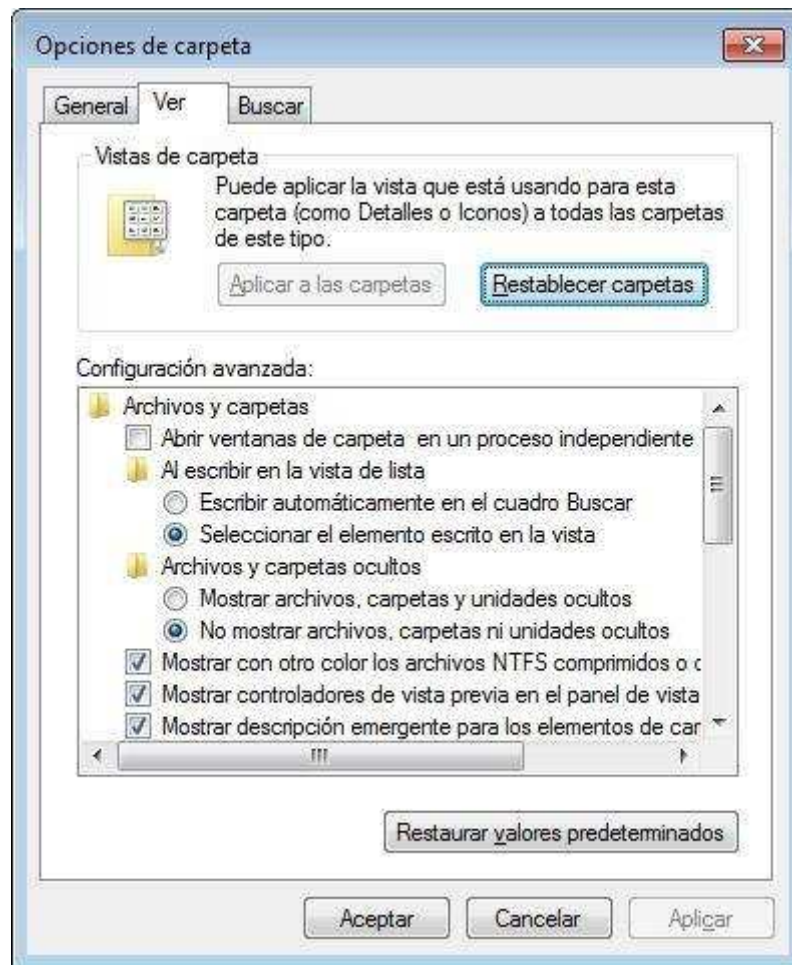 Opciones de carpeta
General
Ver
Buscar
Vistas de carpeta
Puede aplicar la vista que está usando para esta
carpeta (como Detalles o Iconos) a todas las carpetas
de este tipo.
Aplicar a las carpetas
Restablecer carpetas
Configuración avanzada:
Archivos y carpetas
Abrir ventanas de carpeta en un proceso independiente
Al escribir en la vista de lista
Escribir automáticamente en el cuadro Buscar
Seleccionar el elemento escrito en la vista
Archivos y carpetas ocultos
Mostrar archivos, carpetas y unidades ocultos
No mostrar archivos, carpetas ni unidades ocultos
Mostrar con otro color los archivos NTFS comprimidos o c
Mostrar controladores de vista previa en el panel de vista
Mostrar descripción emergente para los elementos de car
Restaurar valores predeterminados
Aceptar
Cancelar
Aplicar